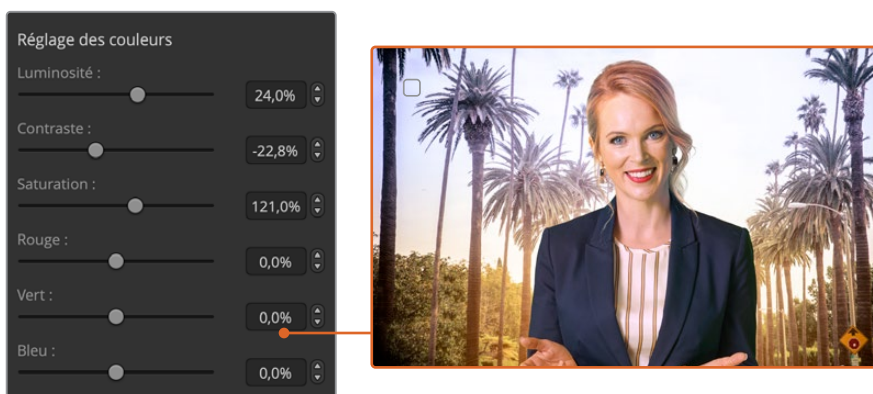 Réglage des couleurs
Luminosité :
24,0%
Contraste :
-22,8%
Saturation :
121,0%
Rouge :
0,0%
Vert :
0,0%
Bleu :
0,0%